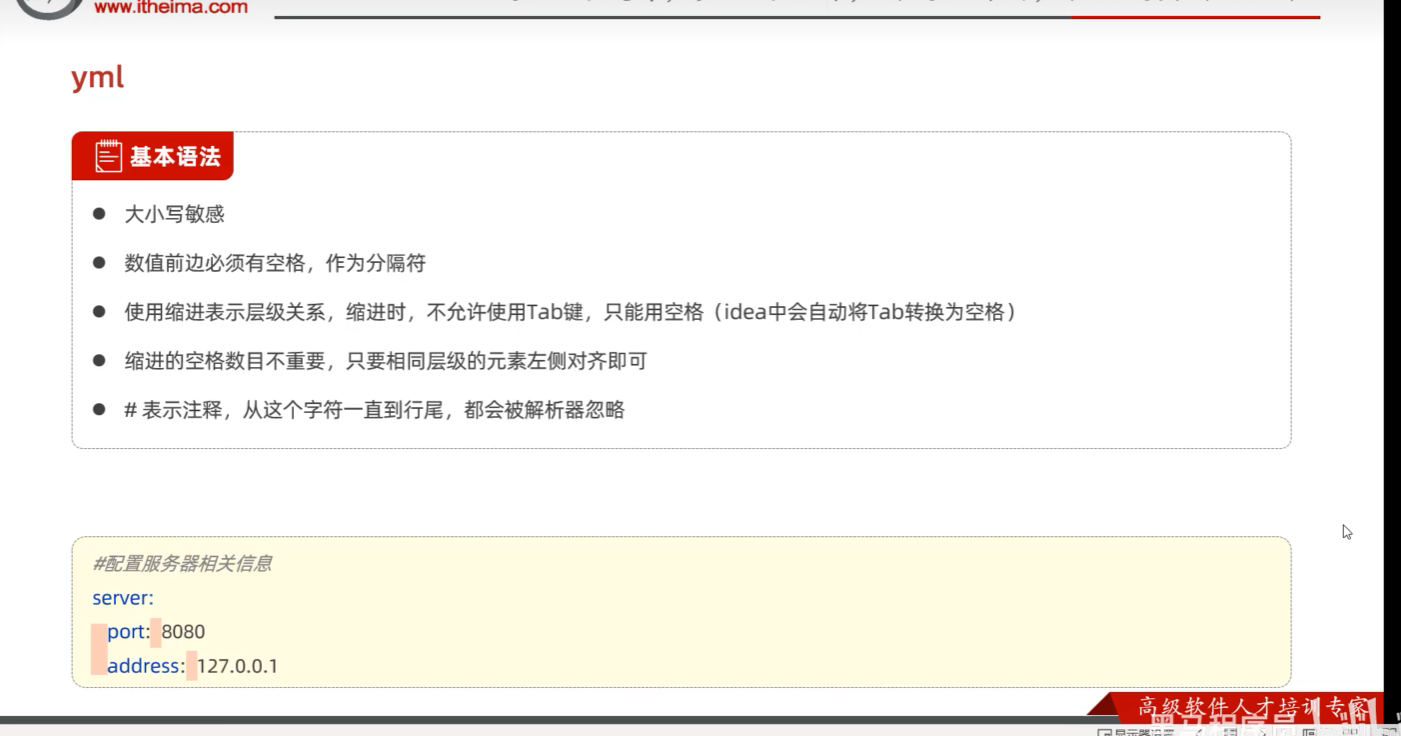 www.itheima.com
yml
基本语法
● 大小写敏感
● 数值前边必须有空格，作为分隔符
● 使用缩进表示层级关系，缩进时，不允许使用Tab键，只能用空格（idea中会自动将Tab转换为空格）
● 缩进的空格数目不重要，只要相同层级的元素左侧对齐即可
● # 表示注释，从这个字符一直到行尾，都会被解析器忽略
#配置服务器相关信息
server:
port: 8080
address: 127.0.0.1
高级软件人才培训专家